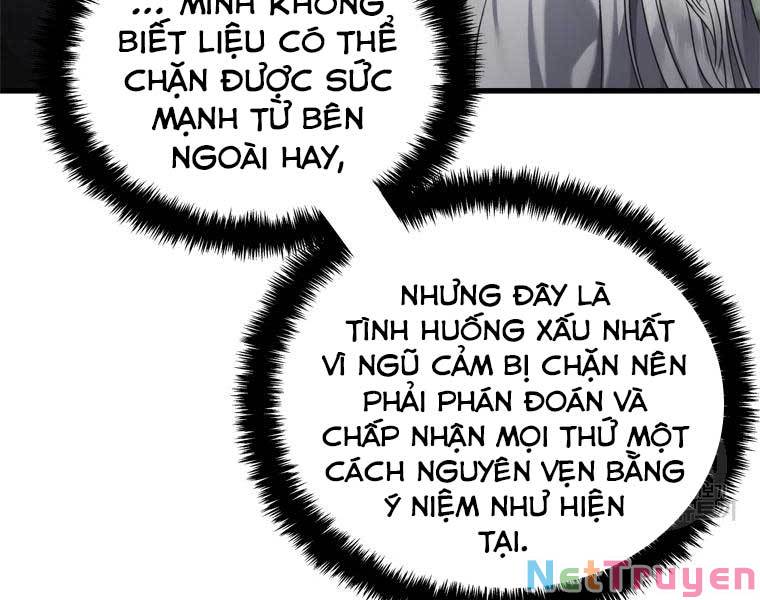 ... MÌNH KHÔNG
BIẾT LIỆU CÓ THỂ
CHẶN ĐƯỢC SỨC
MẠNH TỪ BÊN
NGOÀI HAY,
NHƯNG ĐÂY LÀ
TÌNH HUỐNG XẤU NHẤT
VÌ NGŨ CẢM BỊ CHẶN NÊN
PHẢI PHÁN ĐOÁN VÀ
CHẤP NHẬN MỌI THỨ MỘT
CÁCH NGUYÊN VẸN BẰNG
Ý NIỆM NHƯ HIỆN
TẠI.
NetTruyen